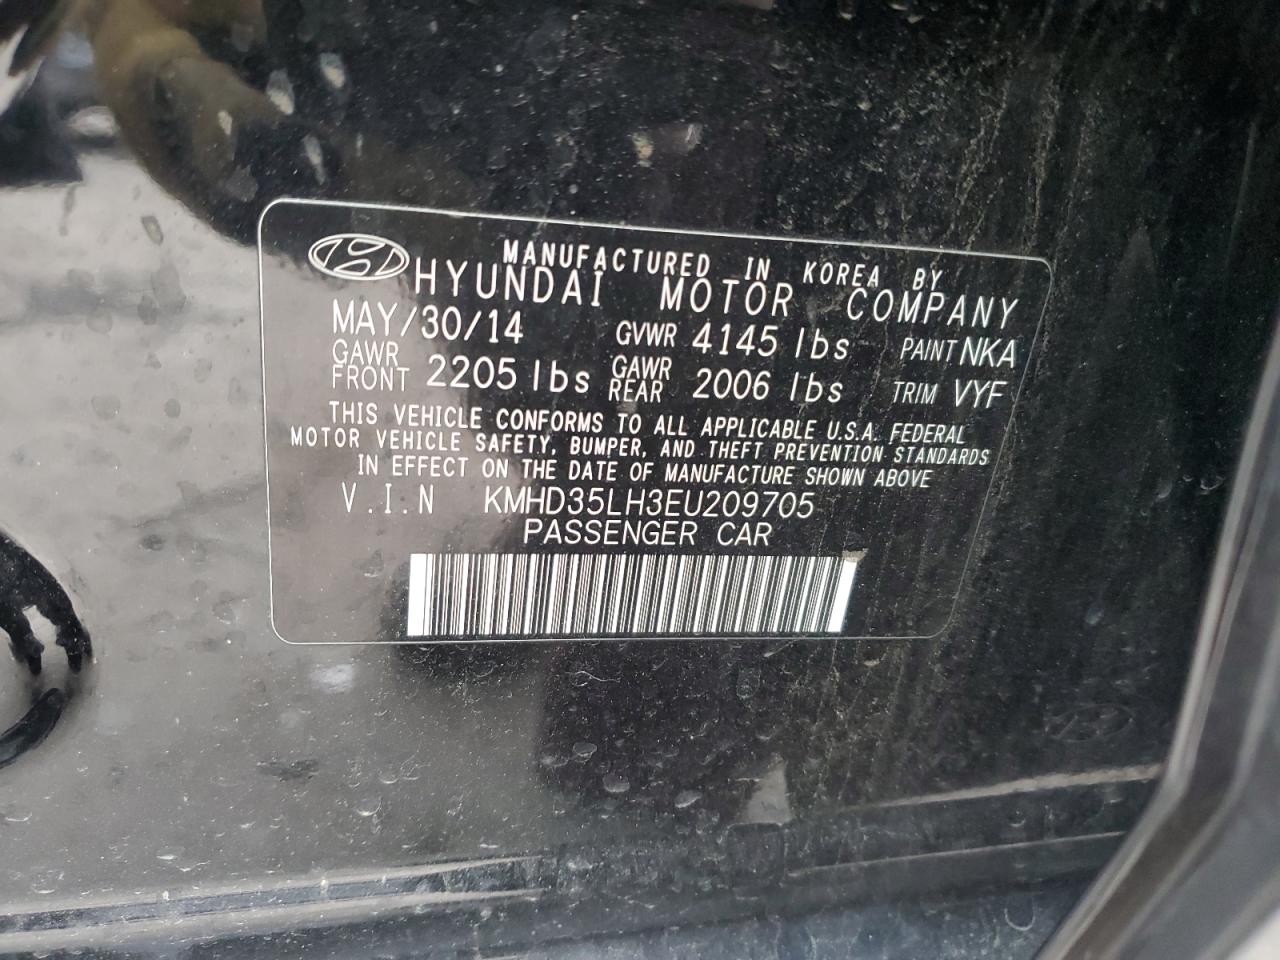 MANUFACTURED IN KOREA BY
HYUNDAI MOTOR COMPANY
MAY/30/14 GVWR 4145 lbs PAINT NKA
GAWR FRONT 2205 lbs GAWR REAR 2006 lbs TRIM VYF
THIS VEHICLE CONFORMS TO ALL APPLICABLE U.S.A. FEDERAL
MOTOR VEHICLE SAFETY, BUMPER, AND THEFT PREVENTION STANDARDS
IN EFFECT ON THE DATE OF MANUFACTURE SHOWN ABOVE
V.I.N KMHD35LH3EU209705
PASSENGER CAR